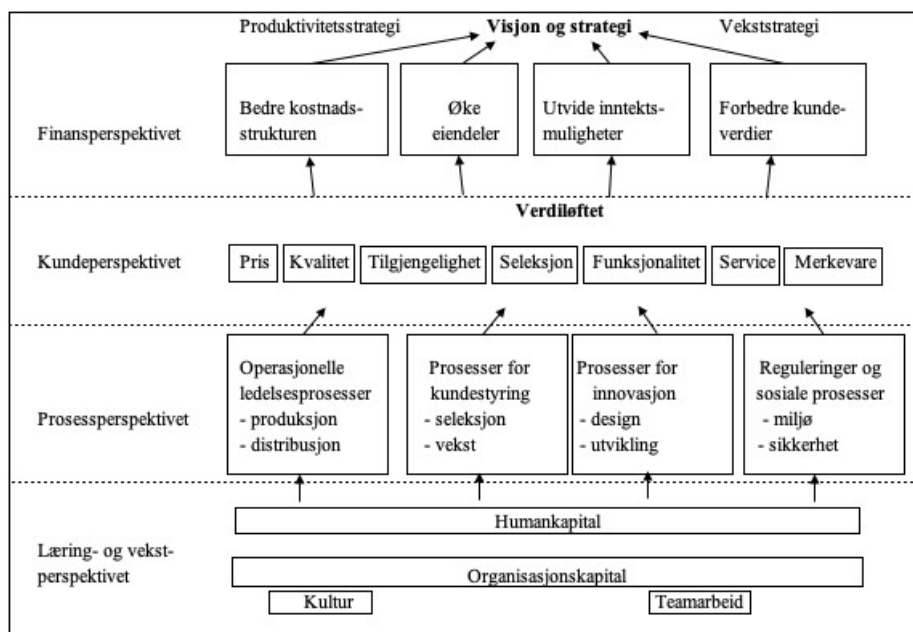 Produktivitetsstrategi Visjon og strategi Vekststrategi
Finansperspektivet
Bedre kostnads-
strukturen
Øke
eiendeler
Utvide inntekts-
muligheter
Forbedre kunde-
verdier
Verdiløftet
Kundeperspektivet
Pris
Kvalitet
Tilgjengelighet
Seleksjon
Funksjonalitet
Service
Merkevare
Prosessperspektivet
Operasjonelle
ledelsesprosesser
- produksjon
- distribusjon
Prosesser for
kundestyring
- seleksjon
- vekst
Prosesser for
innovasjon
- design
- utvikling
Reguleringer og
sosiale prosesser
- miljø
- sikkerhet
Læring- og vekst-
perspektivet
Humankapital
Organisasjonskapital
Kultur
Teamarbeid